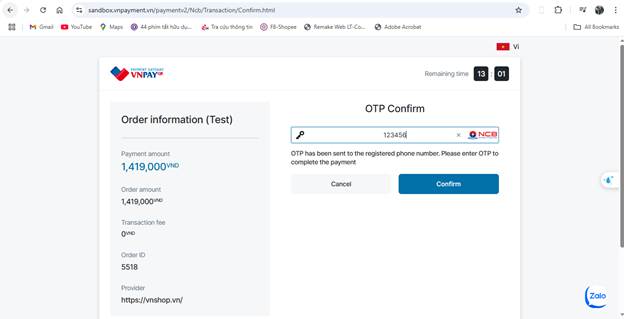 sandbox.vnpayment.vn/paymentv2/Ncb/Transaction/Confirm.html
Gmail
YouTube
Maps
44 phím tắt hữu dụ...
Tra cứu thông tin
FB-Shopee
Remake Web LT-Co...
Adobe Acrobat
All Bookmarks
Vi
PAYMENT GATEWAY
VNPAY
Remaining time 13 : 01
Order information (Test)
Payment amount
1,419,000VND
Order amount
1,419,000VND
Transaction fee
0VND
Order ID
5518
Provider
https://vnshop.vn/
OTP Confirm
123456
NCB
OTP has been sent to the registered phone number. Please enter OTP to
complete the payment
Cancel
Confirm
Zalo